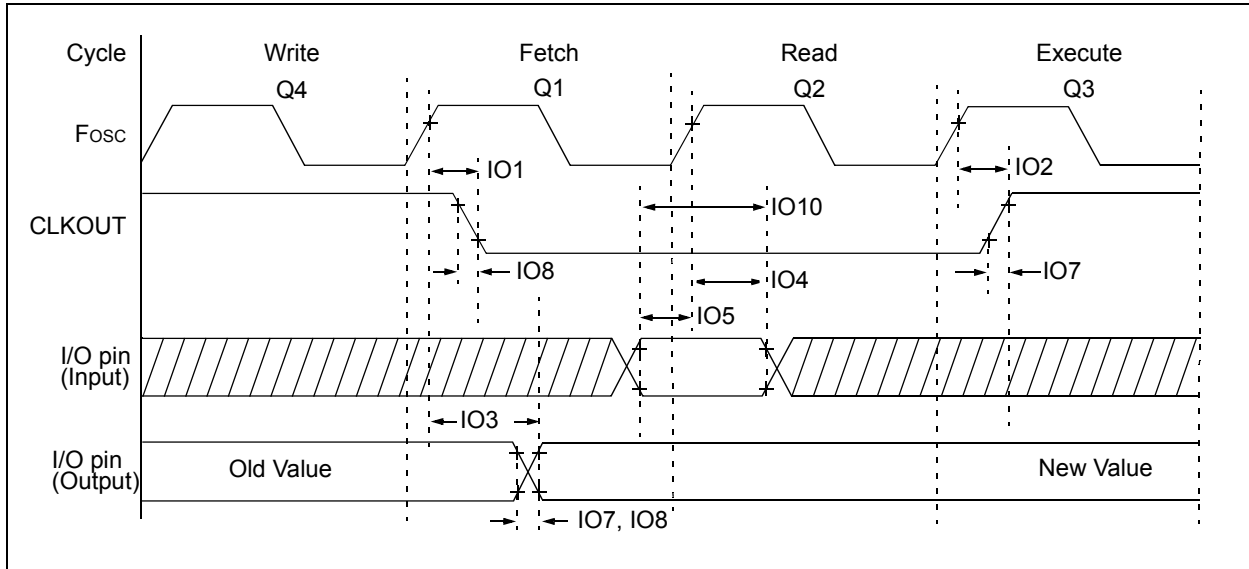 Cycle Write Fetch Read Execute
Q4 Q1 Q2 Q3
Fosc
IO1 IO2
IO10
CLKOUT
IO8 IO7
IO4
IO5
I/O pin
(Input)
IO3
I/O pin
(Output)
Old Value New Value
IO7, IO8